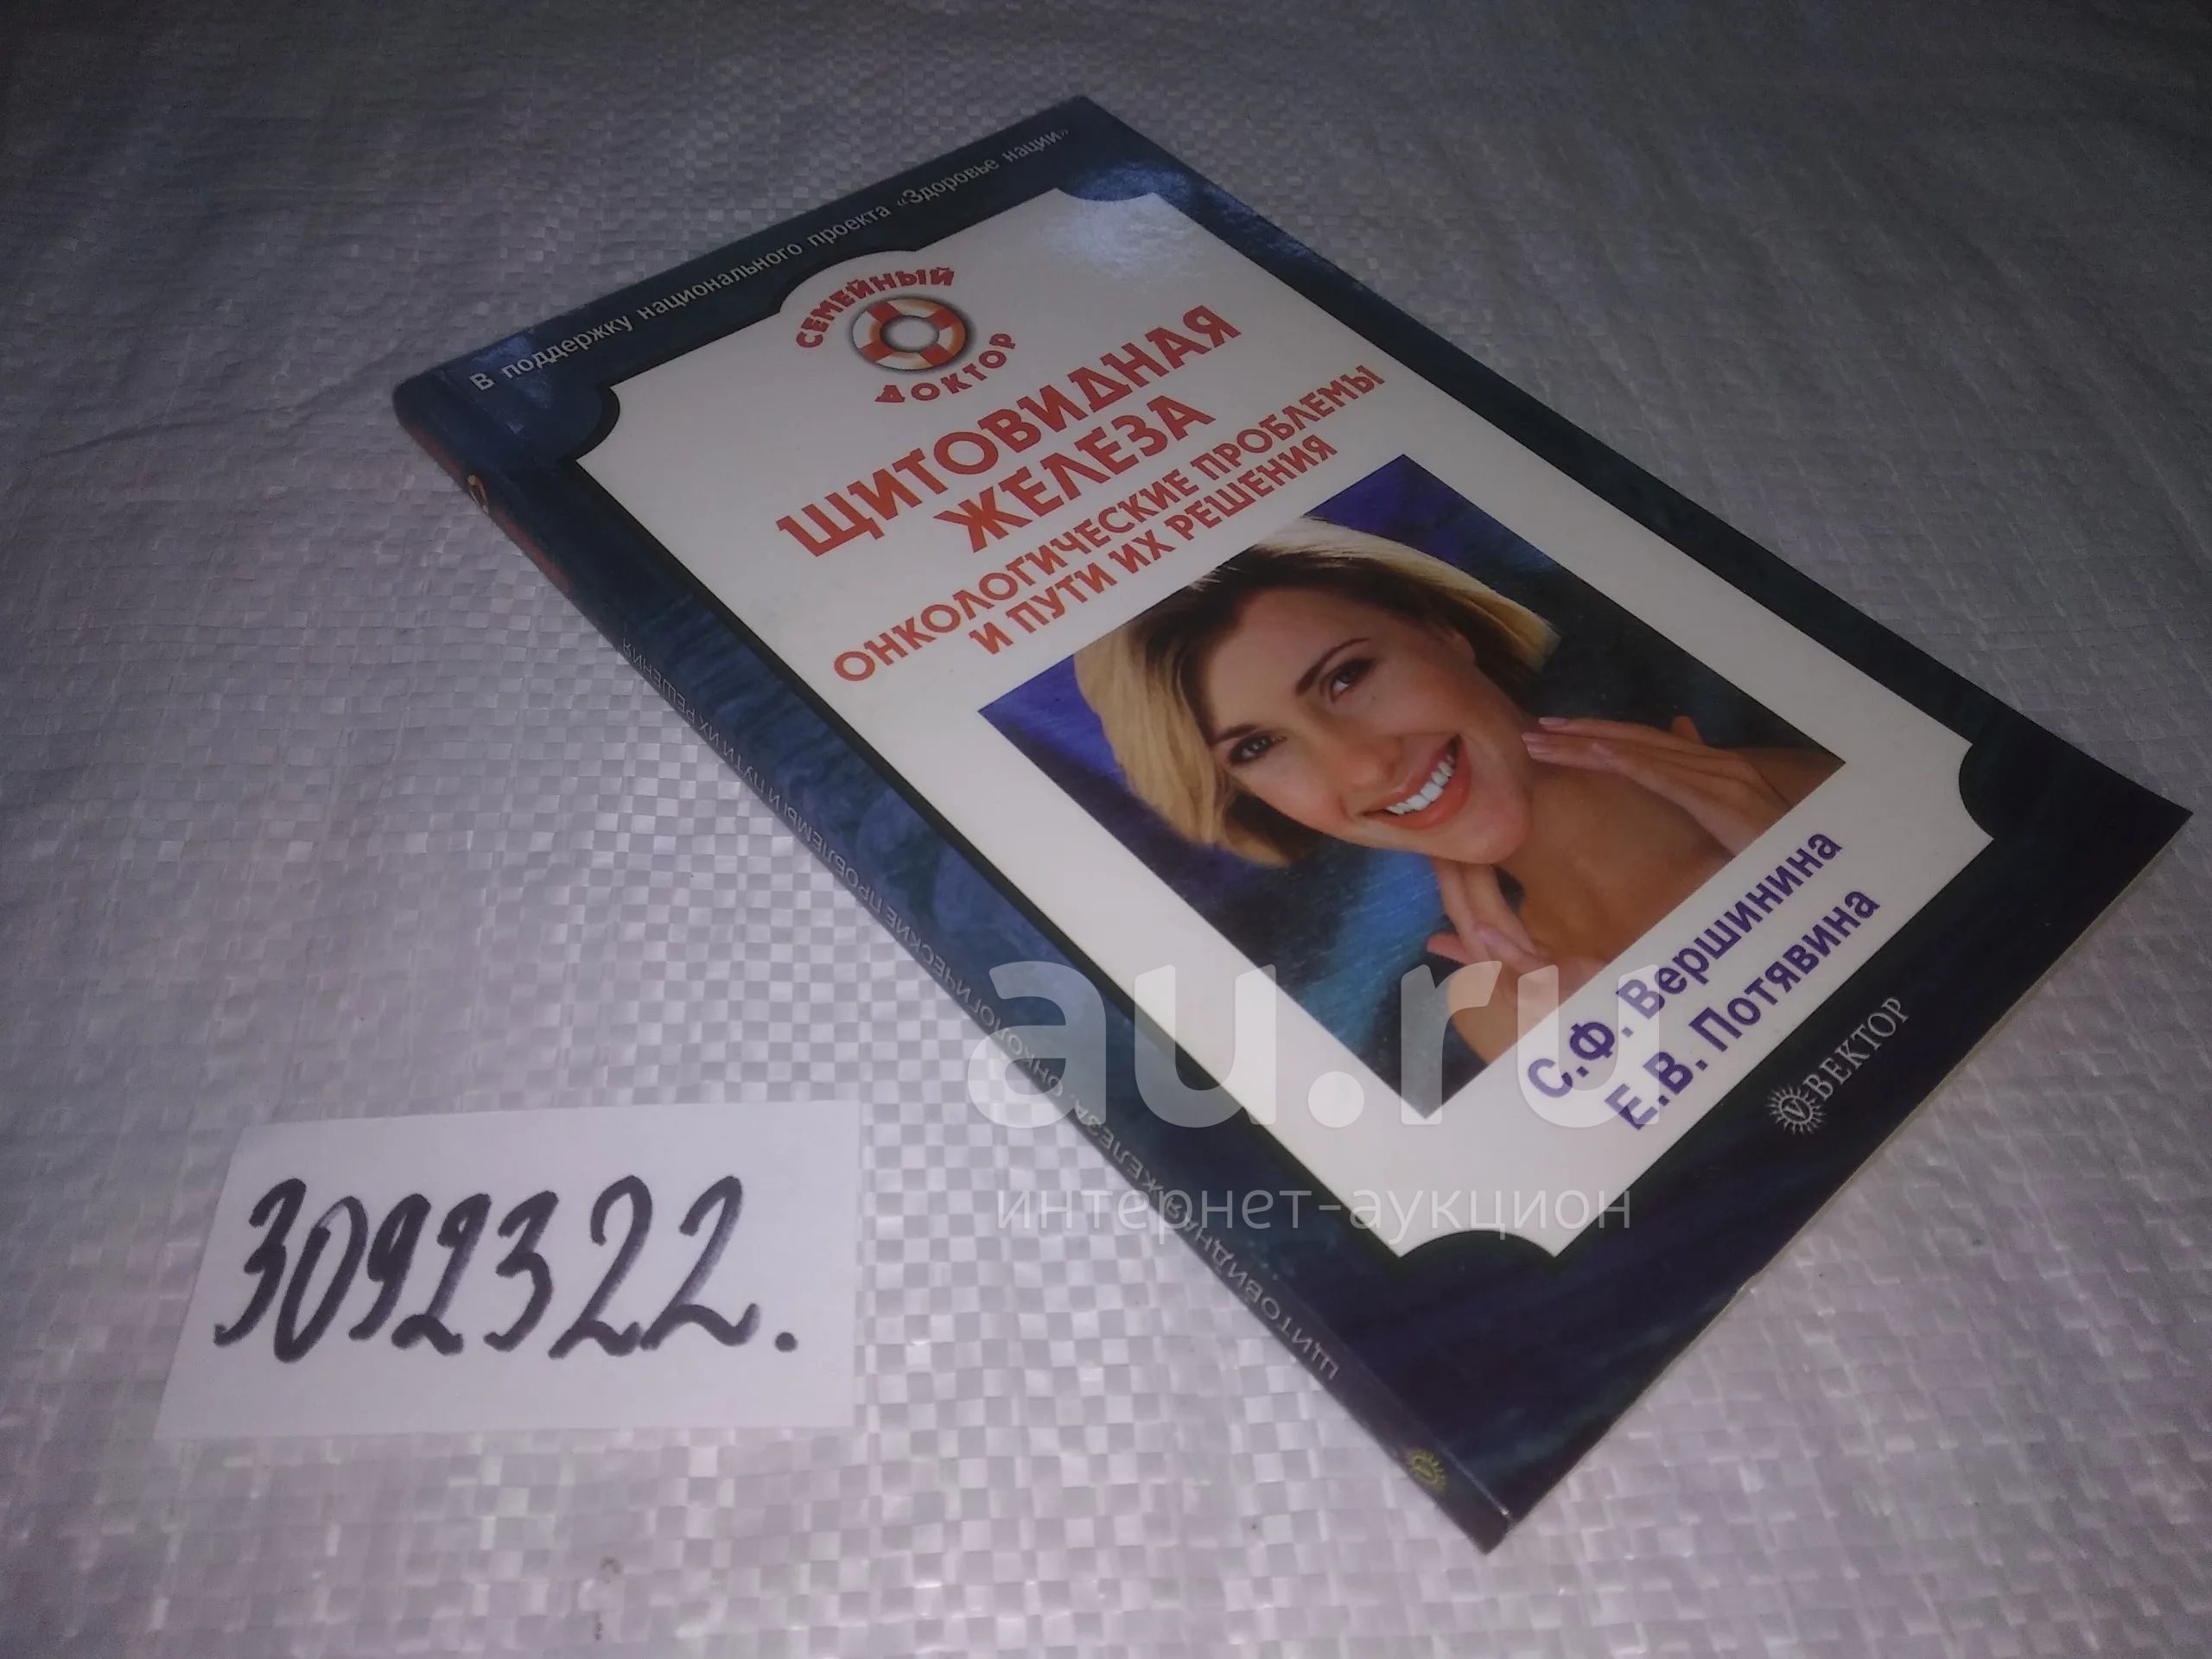 В поддержку национального проекта «Здоровье нации»
СЕМЕЙНЫЙ
ДОКТОР
ЩИТОВИДНАЯ
ЖЕЛЕЗА
ОНКОЛОГИЧЕСКИЕ ПРОБЛЕМЫ
И ПУТИ ИХ РЕШЕНИЯ
С.Ф. Вершинина
Е.В. Потявина
ВЕКТОР
ЩИТОВИДНАЯ ЖЕЛЕЗА. ОНКОЛОГИЧЕСКИЕ ПРОБЛЕМЫ И ПУТИ ИХ РЕШЕНИЯ
3092322.
au.ru
интернет-аукцион